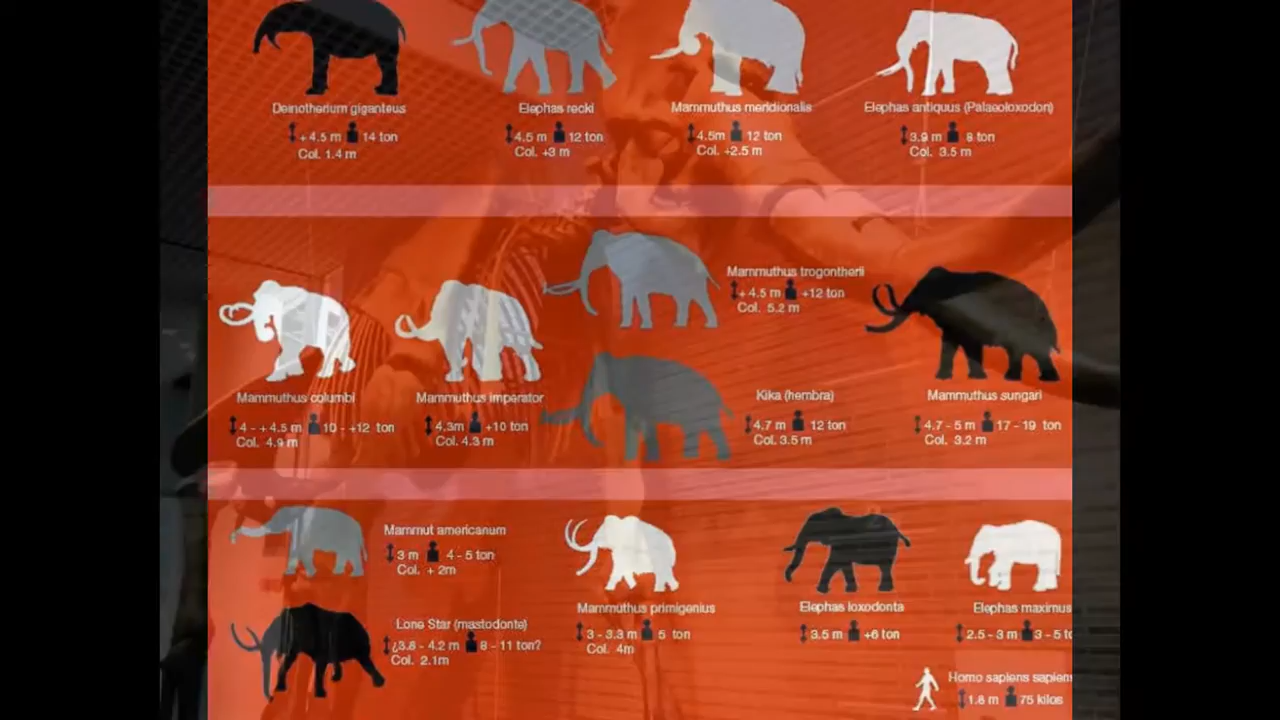 Deinotherium giganteus
+ 4.5 m 14 ton
Col. 1.4 m
Elephas recki
4.5 m 12 ton
Col. +3 m
Mammuthus meridionalis
4.5m 12 ton
Col. +2.5 m
Elephas antiquus (Palaeoloxodon)
3.9 m 8 ton
Col. 3.5 m
Mammuthus trogontherii
+ 4.5 m +12 ton
Col. 5.2 m
Mammuthus columbi
4 - + 4.5 m 10 - +12 ton
Col. 4.9 m
Mammuthus imperator
4.3m +10 ton
Col. 4.3 m
Kika (hembra)
4.7 m 12 ton
Col. 3.5 m
Mammuthus sungari
4.7 - 5 m 17 - 19 ton
Col. 3.2 m
Mammut americanum
3 m 4 - 5 ton
Col. + 2m
Lone Star (mastodonte)
¿3.8 - 4.2 m 8 - 11 ton?
Col. 2.1m
Mammuthus primigenius
3 - 3.3 m 5 ton
Col. 4m
Elephas loxodonta
3.5 m +6 ton
Elephas maximus
2.5 - 3 m 3 - 5 to
Homo sapiens sapiens
1.8 m 75 kilos